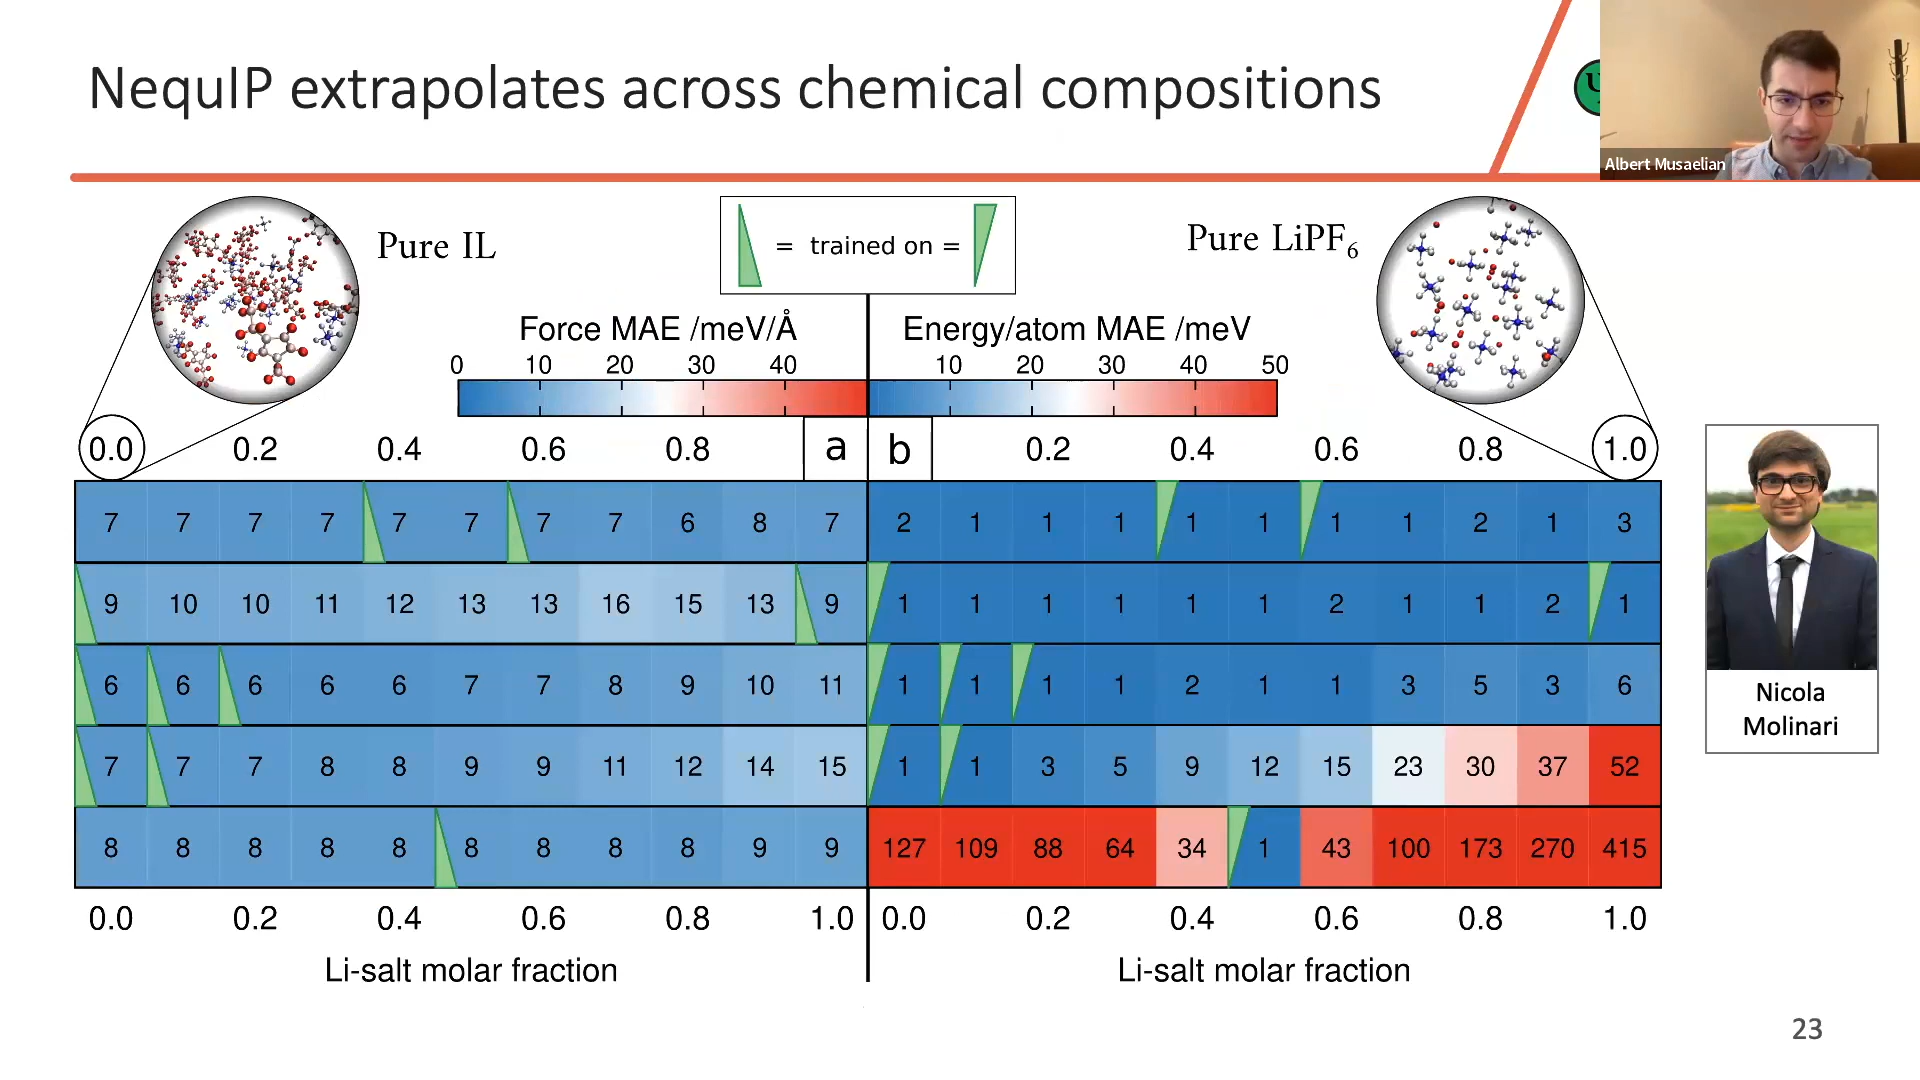 NequIP extrapolates across chemical compositions
Albert Musaelian
Pure IL
= trained on =
Pure LiPF6
Force MAE /meV/Å
Energy/atom MAE /meV
0 10 20 30 40 10 20 30 40 50
0.0 0.2 0.4 0.6 0.8 a b 0.2 0.4 0.6 0.8 1.0
7 7 7 7 7 7 7 7 6 8 7 2 1 1 1 1 1 1 1 2 1 3
9 10 10 11 12 13 13 16 15 13 9 1 1 1 1 1 1 2 1 1 2 1
6 6 6 6 6 7 7 8 9 10 11 1 1 1 1 2 1 1 3 5 3 6
7 7 7 8 8 9 9 11 12 14 15 1 1 3 5 9 12 15 23 30 37 52
8 8 8 8 8 8 8 8 8 9 9 127 109 88 64 34 1 43 100 173 270 415
0.0 0.2 0.4 0.6 0.8 1.0 0.0 0.2 0.4 0.6 0.8 1.0
Li-salt molar fraction
Li-salt molar fraction
Nicola
Molinari
23